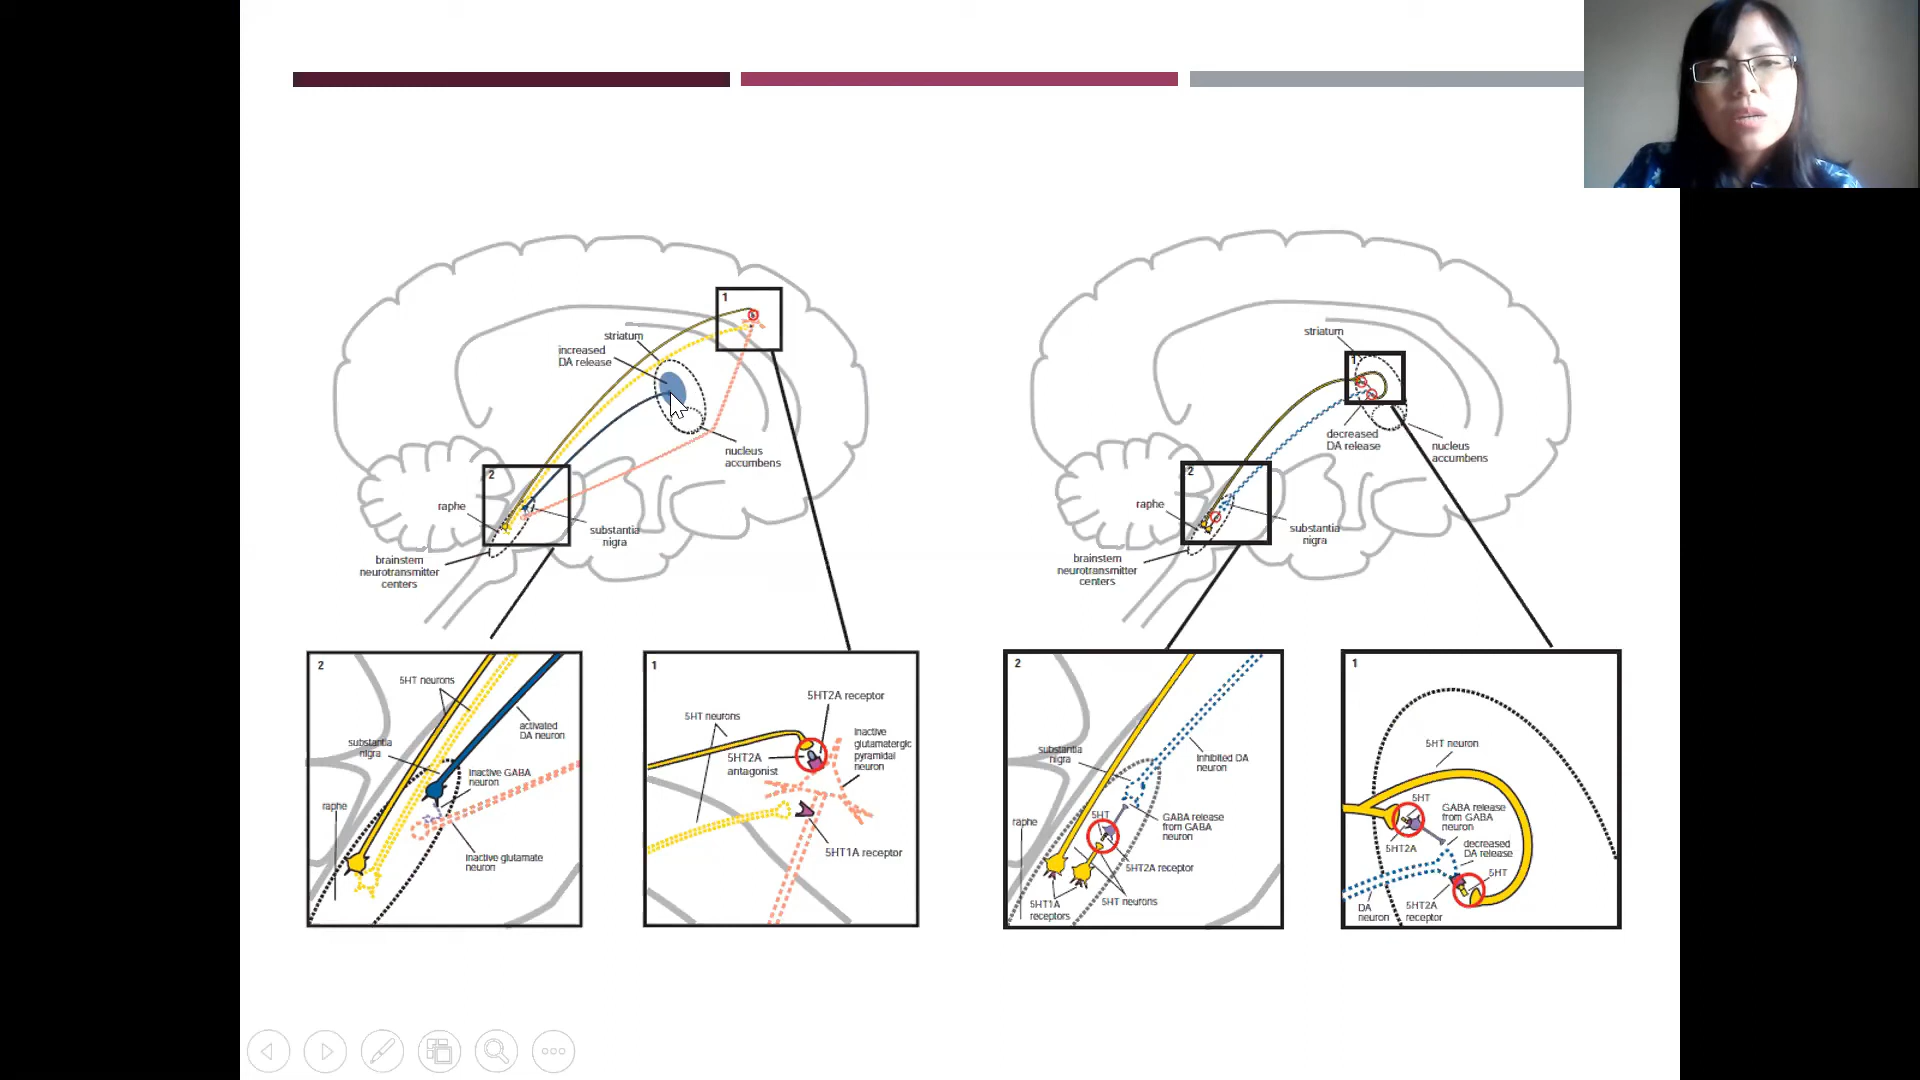 1
striatum
increased
DA release
nucleus
accumbens
2
raphe
substantia
nigra
brainstem
neurotransmitter
centers
striatum
1
decreased
DA release
nucleus
accumbens
2
raphe
substantia
nigra
brainstem
neurotransmitter
centers
2
5HT neurons
activated
DA neuron
substantia
nigra
inactive GABA
neuron
raphe
inactive glutamate
neuron
1
5HT2A receptor
5HT neurons
inactive
glutamatergic
pyramidal
neuron
5HT2A
antagonist
5HT1A receptor
2
substantia
nigra
inhibited DA
neuron
raphe
5HT
GABA release
from GABA
neuron
5HT2A receptor
5HT1A
receptors
5HT neurons
1
5HT neuron
5HT
GABA release
from GABA
neuron
5HT2A
decreased
DA release
5HT
DA
neuron
5HT2A
receptor